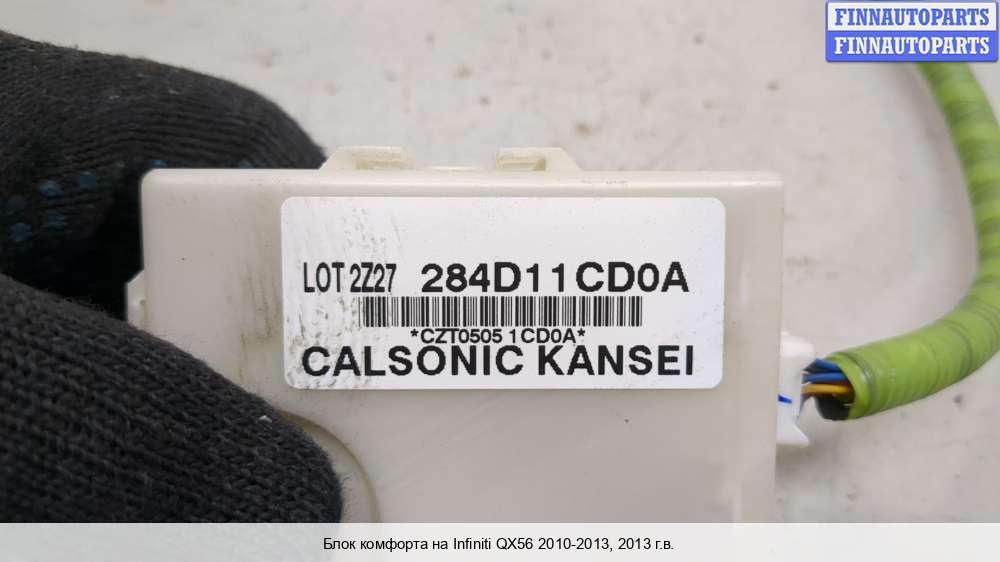 FINNAUTOPARTS
FINNAUTOPARTS
LOT 2Z27 284D11CD0A
*CZT0505 1CD0A*
CALSONIC KANSEI
Блок комфорта на Infiniti QX56 2010-2013, 2013 г.в.